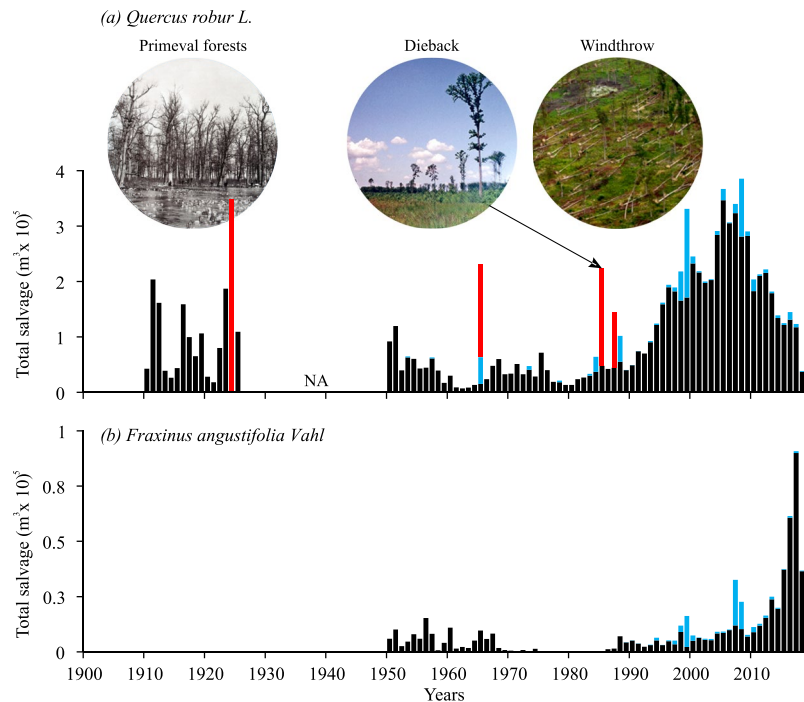 (a) Quercus robur L.
Primeval forests
Dieback
Windthrow
Total salvage (m³x 10)⁵
4
3
2
1
0
NA
(b) Fraxinus angustifolia Vahl
Total salvage (m³x 10)⁵
1
0.8
0.5
0.3
0
1900 1910 1920 1930 1940 1950 1960 1970 1980 1990 2000 2010
Years